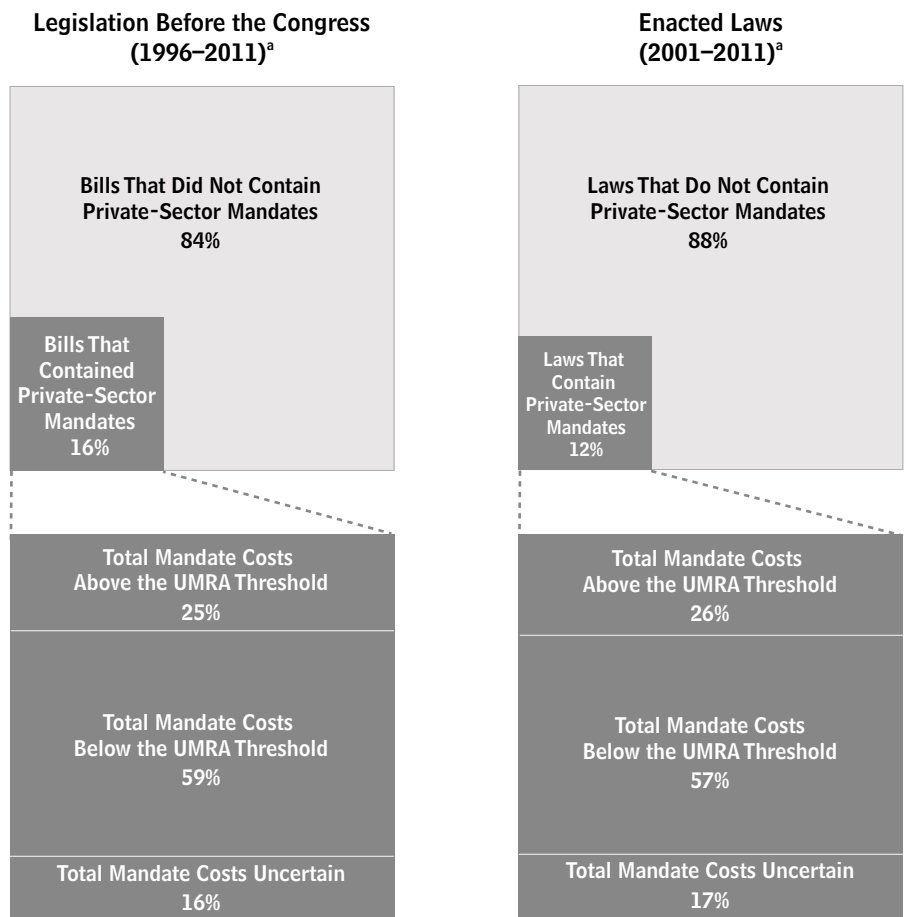 Legislation Before the Congress
(1996–2011)a
Bills That Did Not Contain
Private-Sector Mandates
84%
Bills That
Contained
Private-Sector
Mandates
16%
Total Mandate Costs
Above the UMRA Threshold
25%
Total Mandate Costs
Below the UMRA Threshold
59%
Total Mandate Costs Uncertain
16%
Enacted Laws
(2001–2011)a
Laws That Do Not Contain
Private-Sector Mandates
88%
Laws That
Contain
Private-Sector
Mandates
12%
Total Mandate Costs
Above the UMRA Threshold
26%
Total Mandate Costs
Below the UMRA Threshold
57%
Total Mandate Costs Uncertain
17%